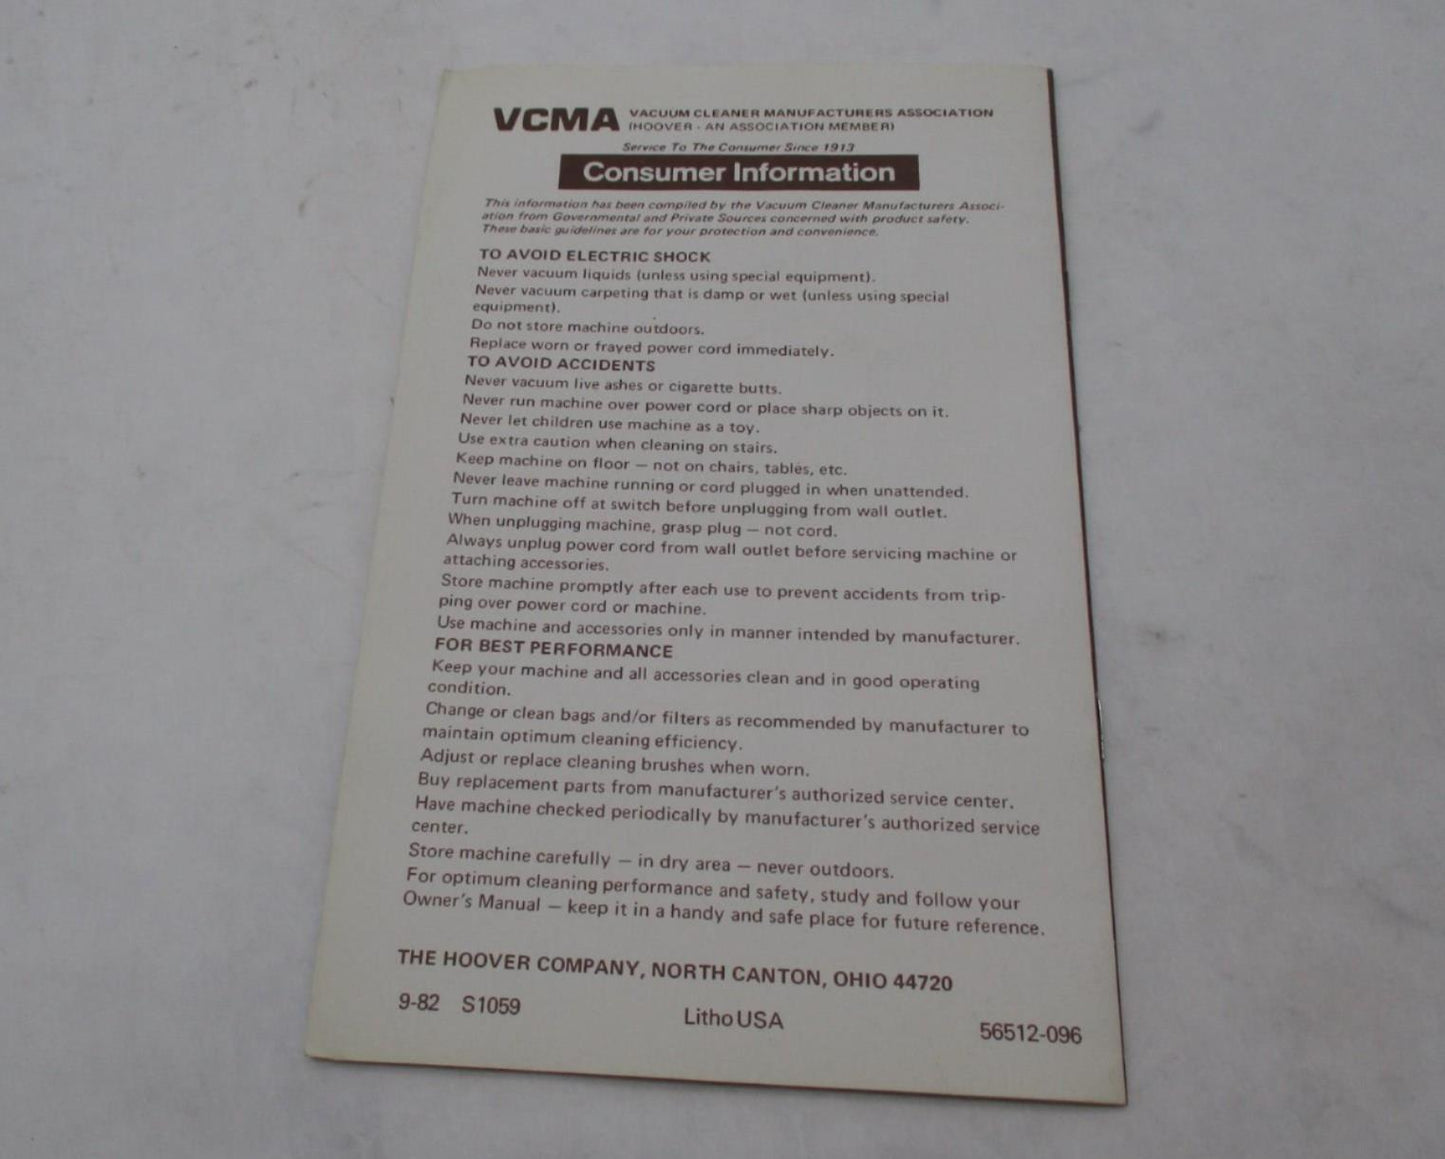 VCMA VACUUM CLEANER MANUFACTURERS ASSOCIATION
(HOOVER - AN ASSOCIATION MEMBER)
Service To The Consumer Since 1913
Consumer Information
This information has been compiled by the Vacuum Cleaner Manufacturers Associ-
ation from Governmental and Private Sources concerned with product safety.
These basic guidelines are for your protection and convenience.
TO AVOID ELECTRIC SHOCK
Never vacuum liquids (unless using special equipment).
Never vacuum carpeting that is damp or wet (unless using special
equipment).
Do not store machine outdoors.
Replace worn or frayed power cord immediately.
TO AVOID ACCIDENTS
Never vacuum live ashes or cigarette butts.
Never run machine over power cord or place sharp objects on it.
Never let children use machine as a toy.
Use extra caution when cleaning on stairs.
Keep machine on floor — not on chairs, tables, etc.
Never leave machine running or cord plugged in when unattended.
Turn machine off at switch before unplugging from wall outlet.
When unplugging machine, grasp plug — not cord.
Always unplug power cord from wall outlet before servicing machine or
attaching accessories.
Store machine promptly after each use to prevent accidents from trip-
ping over power cord or machine.
Use machine and accessories only in manner intended by manufacturer.
FOR BEST PERFORMANCE
Keep your machine and all accessories clean and in good operating
condition.
Change or clean bags and/or filters as recommended by manufacturer to
maintain optimum cleaning efficiency.
Adjust or replace cleaning brushes when worn.
Buy replacement parts from manufacturer's authorized service center.
Have machine checked periodically by manufacturer's authorized service
center.
Store machine carefully — in dry area — never outdoors.
For optimum cleaning performance and safety, study and follow your
Owner's Manual — keep it in a handy and safe place for future reference.
THE HOOVER COMPANY, NORTH CANTON, OHIO 44720
9-82 S1059 Litho USA 56512-096